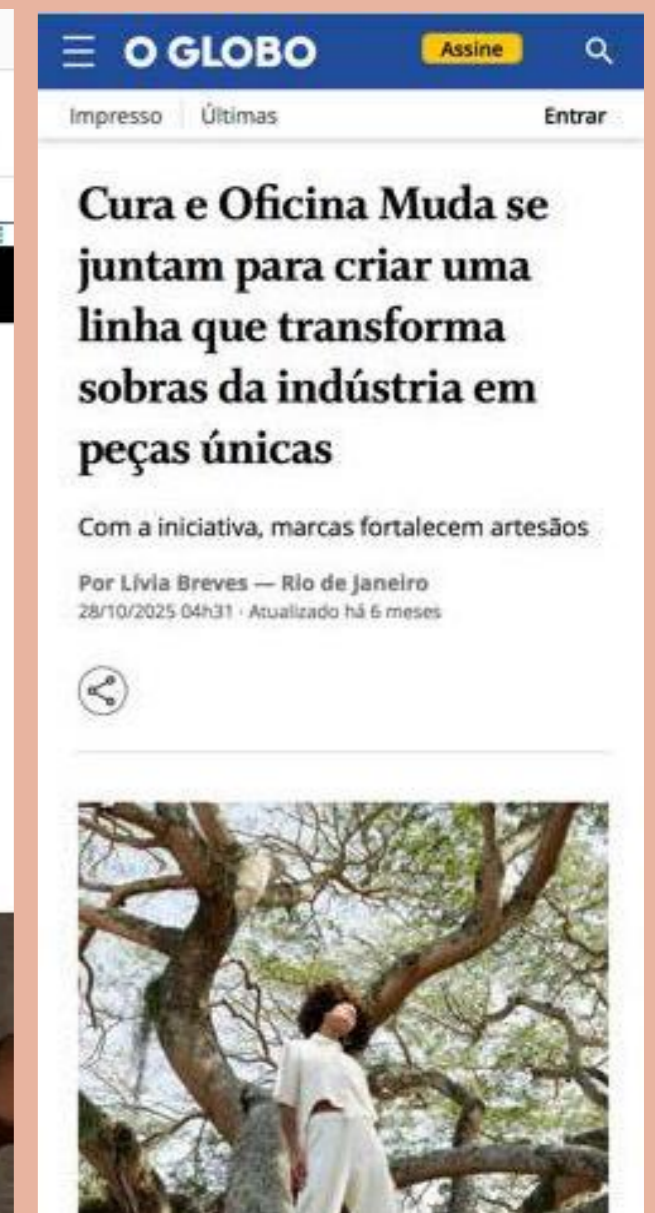 O GLOBO
Assine
Impresso
Últimas
Entrar
Cura e Oficina Muda se
juntam para criar uma
linha que transforma
sobras da indústria em
peças únicas
Com a iniciativa, marcas fortalecem artesãos
Por Lívia Breves — Rio de Janeiro
28/10/2025 04h31 · Atualizado há 6 meses